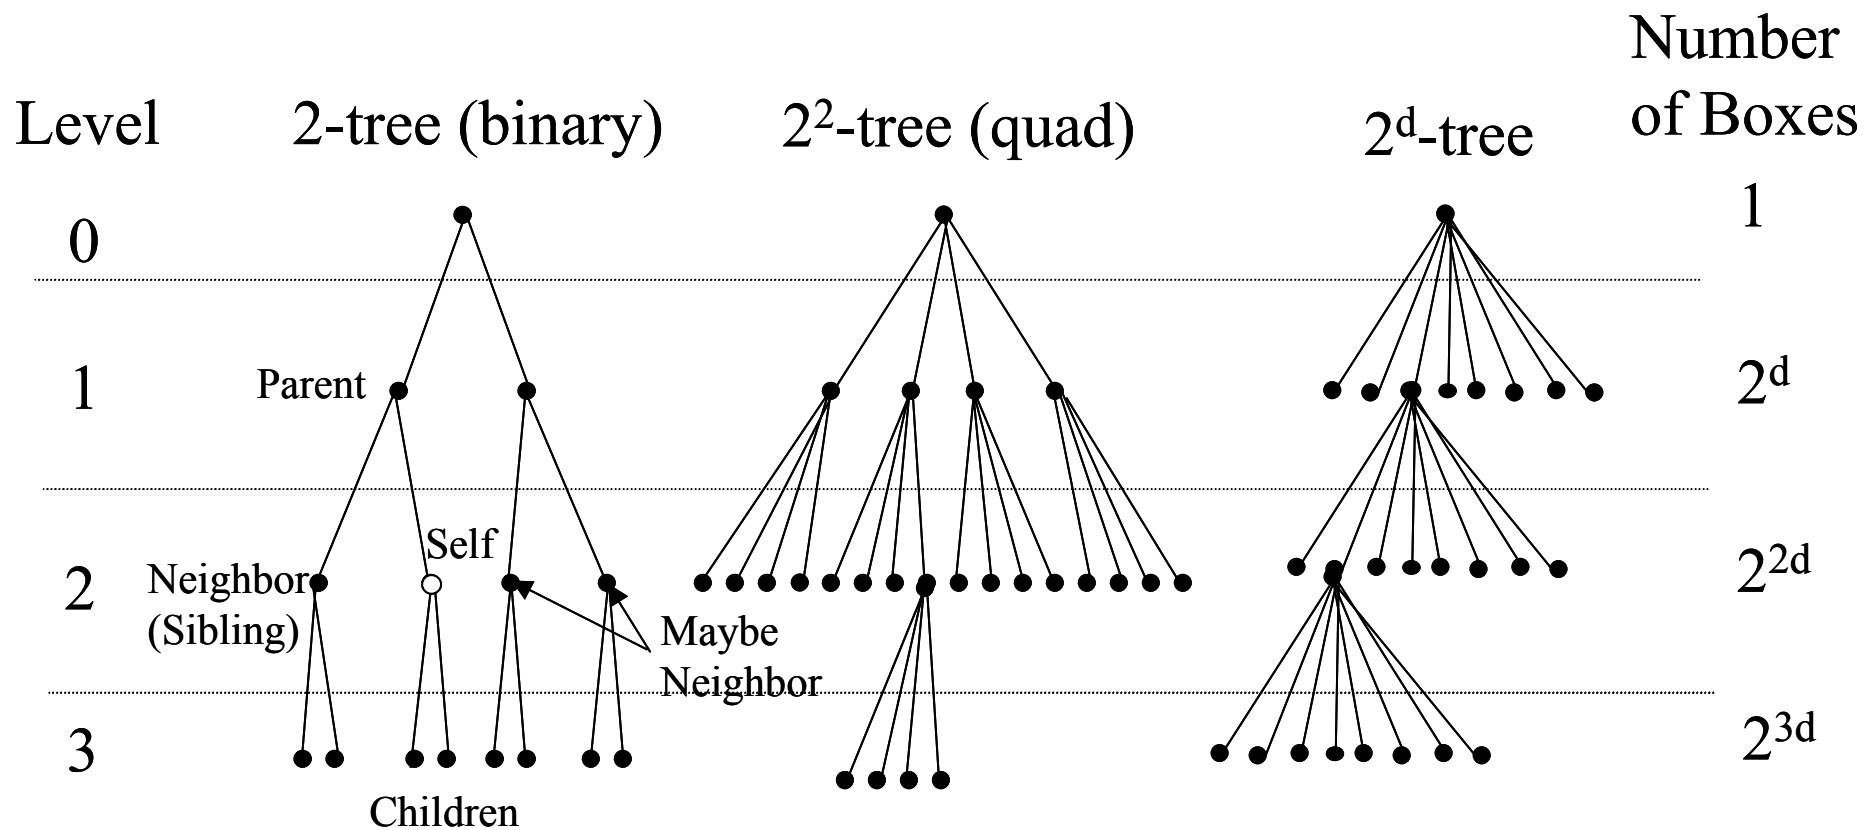 Number
of Boxes
Level
2-tree (binary)
2²-tree (quad)
2ᵈ-tree
0
1
1
Parent
2ᵈ
2
Self
Neighbor
(Sibling)
Maybe
Neighbor
2²ᵈ
3
2³ᵈ
Children